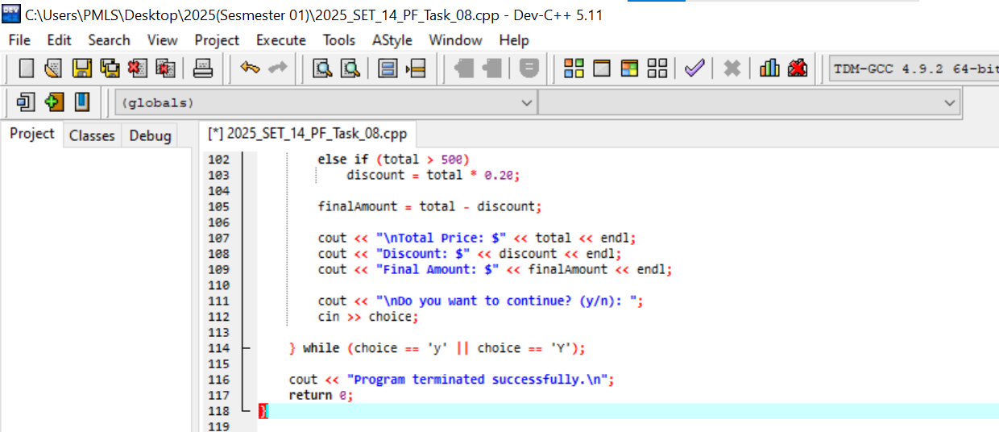 DEV
C:\Users\PMLS\Desktop\2025(Sesmester 01)\2025_SET_14_PF_Task_08.cpp - Dev-C++ 5.11
File Edit Search View Project Execute Tools AStyle Window Help
TDM-GCC 4.9.2 64-bit
(globals)
Project Classes Debug
[*] 2025_SET_14_PF_Task_08.cpp
102 else if (total > 500)
103 discount = total * 0.20;
104
105 finalAmount = total - discount;
106
107 cout << "\nTotal Price: $" << total << endl;
108 cout << "Discount: $" << discount << endl;
109 cout << "Final Amount: $" << finalAmount << endl;
110
111 cout << "\nDo you want to continue? (y/n): ";
112 cin >> choice;
113
114 } while (choice == 'y' || choice == 'Y');
115
116 cout << "Program terminated successfully.\n";
117 return 0;
118 }
119